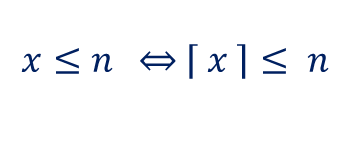 x ≤ n ⇔ ⌈ x ⌉ ≤ n